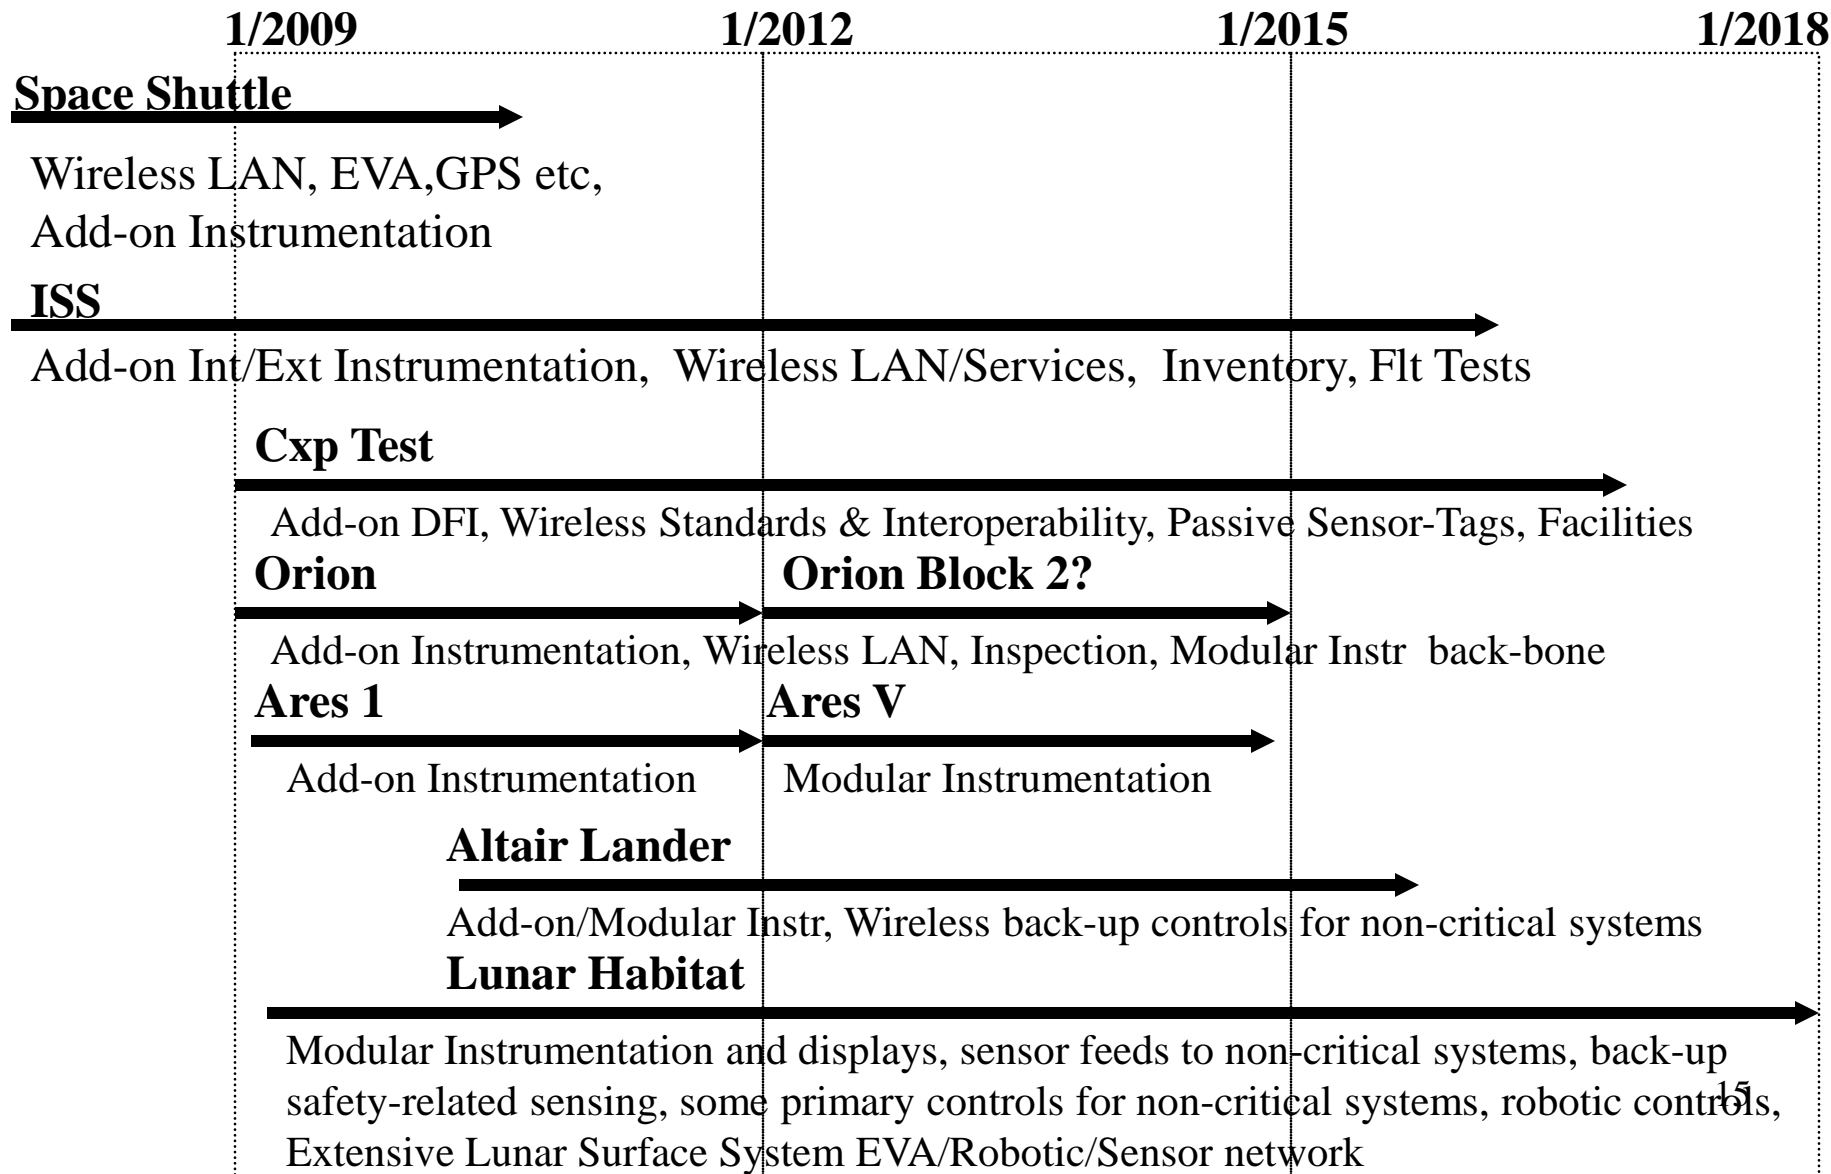 1/2009 1/2012 1/2015 1/2018
Space Shuttle
Wireless LAN, EVA,GPS etc,
Add-on Instrumentation
ISS
Add-on Int/Ext Instrumentation, Wireless LAN/Services, Inventory, Flt Tests
Cxp Test
Add-on DFI, Wireless Standards & Interoperability, Passive Sensor-Tags, Facilities
Orion Orion Block 2?
Add-on Instrumentation, Wireless LAN, Inspection, Modular Instr back-bone
Ares 1 Ares V
Add-on Instrumentation Modular Instrumentation
Altair Lander
Add-on/Modular Instr, Wireless back-up controls for non-critical systems
Lunar Habitat
Modular Instrumentation and displays, sensor feeds to non-critical systems, back-up
safety-related sensing, some primary controls for non-critical systems, robotic controls,
15
Extensive Lunar Surface System EVA/Robotic/Sensor network